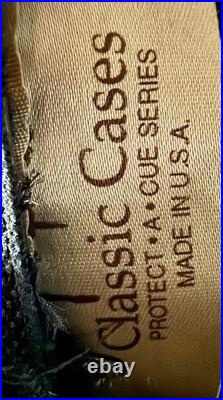 Classic Cases
PROTECT • A • CUE SERIES
MADE IN U.S.A.